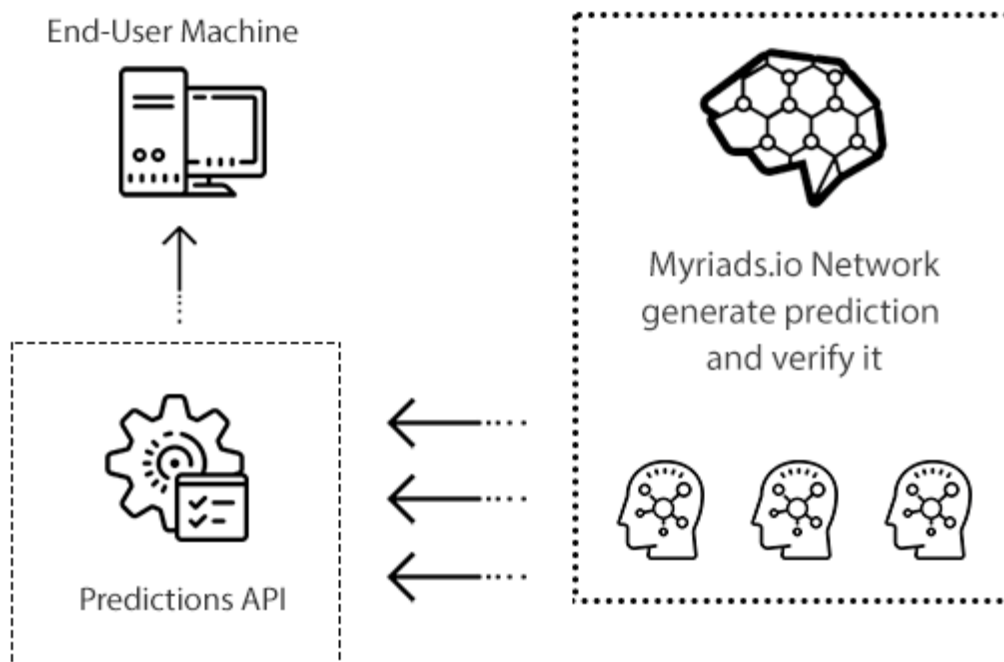 End-User Machine
Myriads.io Network
generate prediction
and verify it
Predictions API